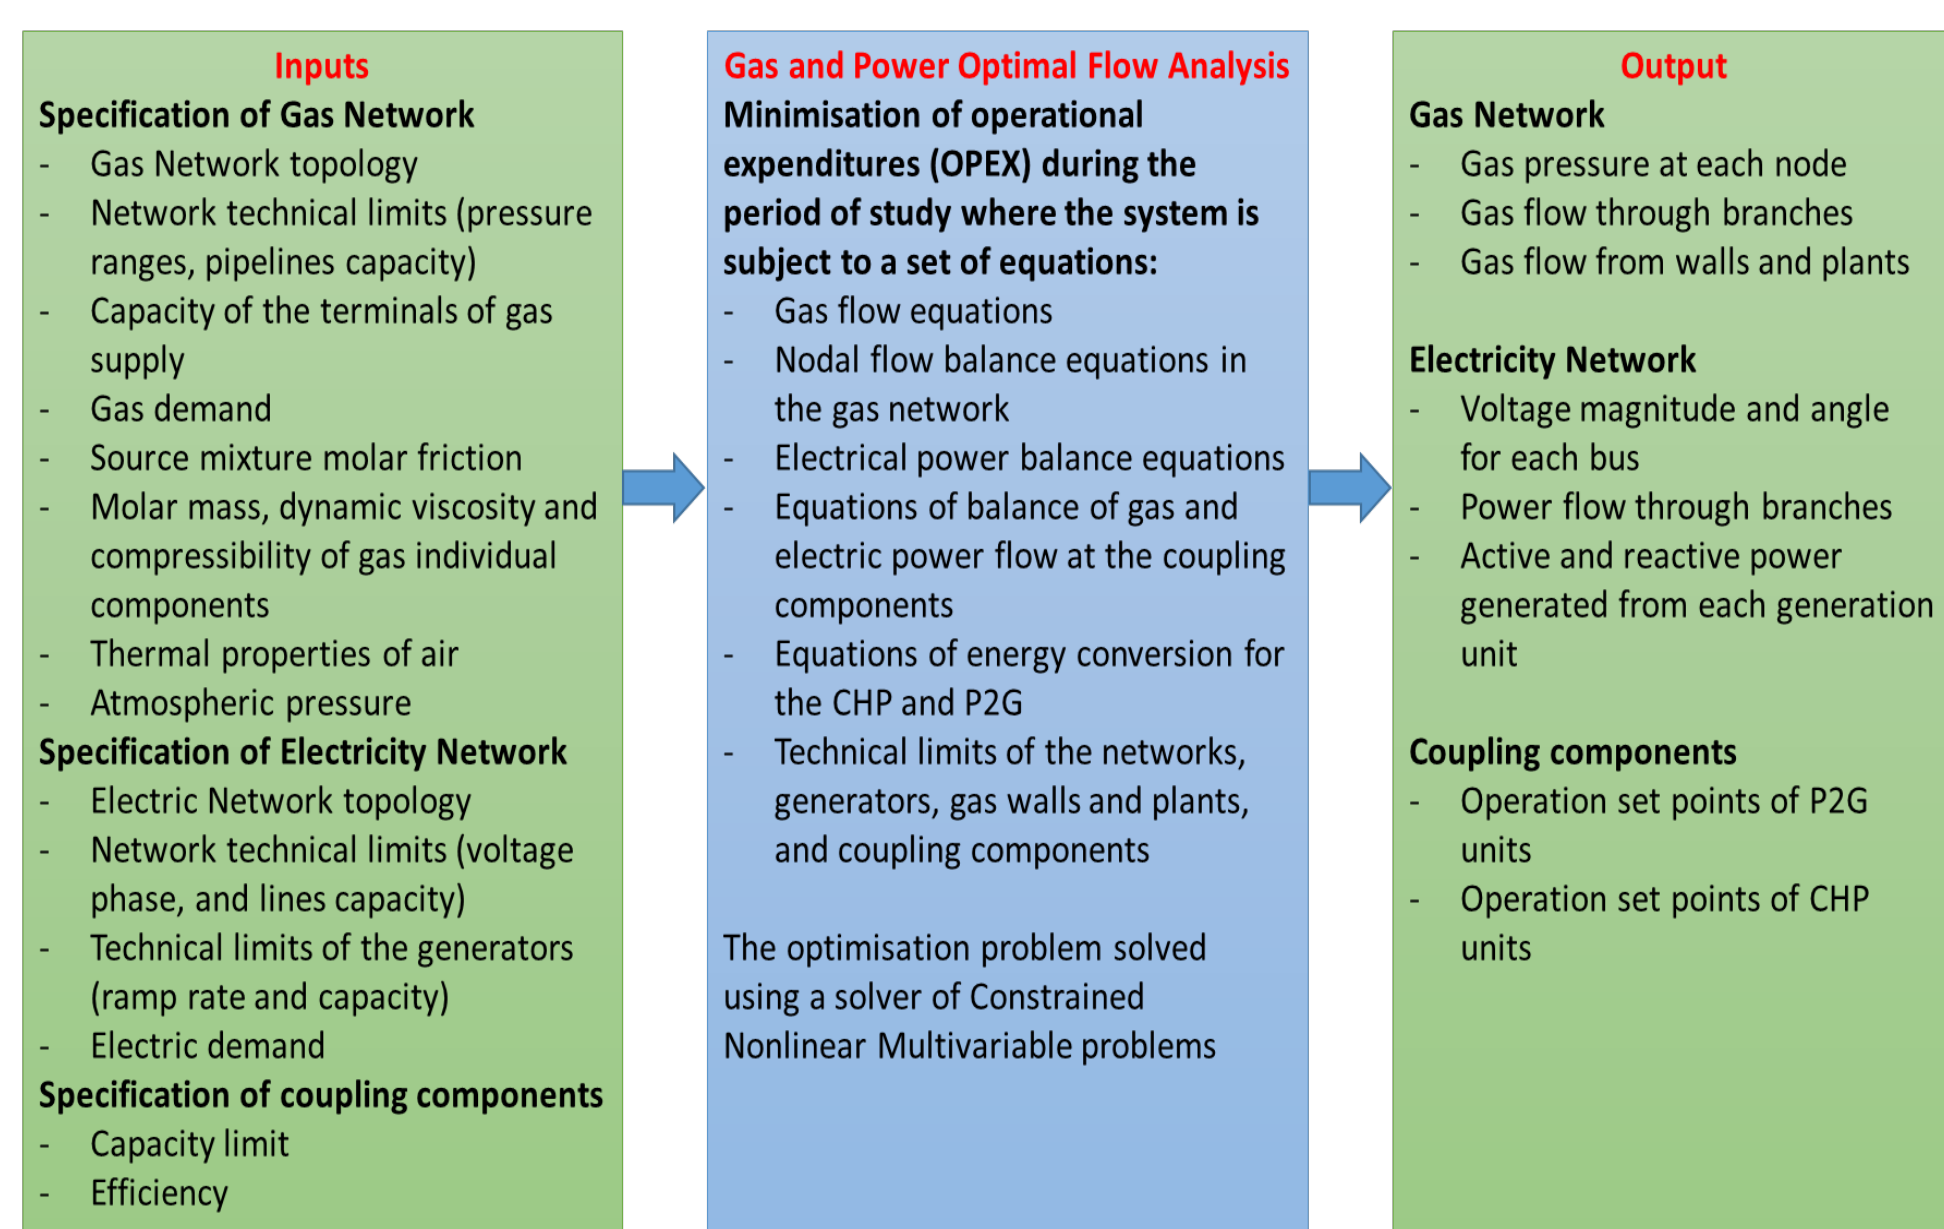 Inputs
Specification of Gas Network
- Gas Network topology
- Network technical limits (pressure
ranges, pipelines capacity)
- Capacity of the terminals of gas
supply
- Gas demand
- Source mixture molar friction
- Molar mass, dynamic viscosity and
compressibility of gas individual
components
- Thermal properties of air
- Atmospheric pressure
Specification of Electricity Network
- Electric Network topology
- Network technical limits (voltage
phase, and lines capacity)
- Technical limits of the generators
(ramp rate and capacity)
- Electric demand
Specification of coupling components
- Capacity limit
- Efficiency
Gas and Power Optimal Flow Analysis
Minimisation of operational
expenditures (OPEX) during the
period of study where the system is
subject to a set of equations:
- Gas flow equations
- Nodal flow balance equations in
the gas network
- Electrical power balance equations
- Equations of balance of gas and
electric power flow at the coupling
components
- Equations of energy conversion for
the CHP and P2G
- Technical limits of the networks,
generators, gas walls and plants,
and coupling components
The optimisation problem solved
using a solver of Constrained
Nonlinear Multivariable problems
Output
Gas Network
- Gas pressure at each node
- Gas flow through branches
- Gas flow from walls and plants
Electricity Network
- Voltage magnitude and angle
for each bus
- Power flow through branches
- Active and reactive power
generated from each generation
unit
Coupling components
- Operation set points of P2G
units
- Operation set points of CHP
units